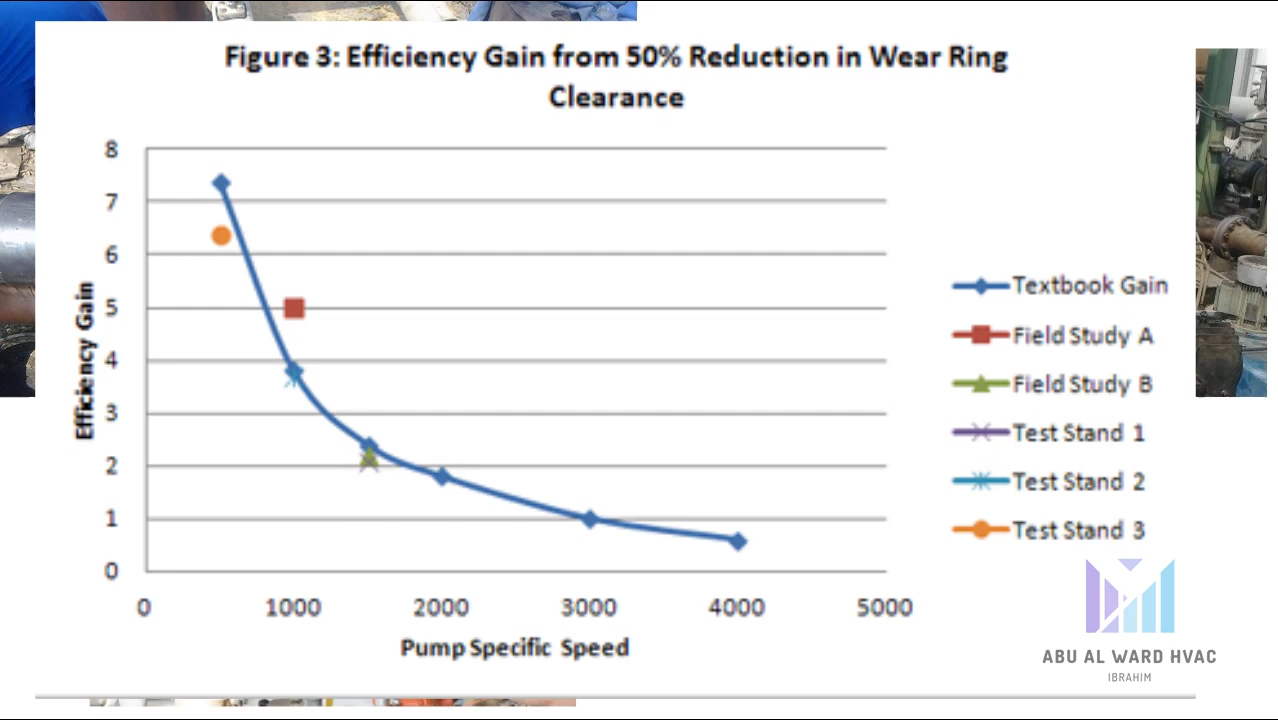 Figure 3: Efficiency Gain from 50% Reduction in Wear Ring
Clearance
8
7
6
5
4
3
2
1
0
Efficiency Gain
0 1000 2000 3000 4000 5000
Pump Specific Speed
Textbook Gain
Field Study A
Field Study B
Test Stand 1
Test Stand 2
Test Stand 3
ABU AL WARD HVAC
IBRAHIM